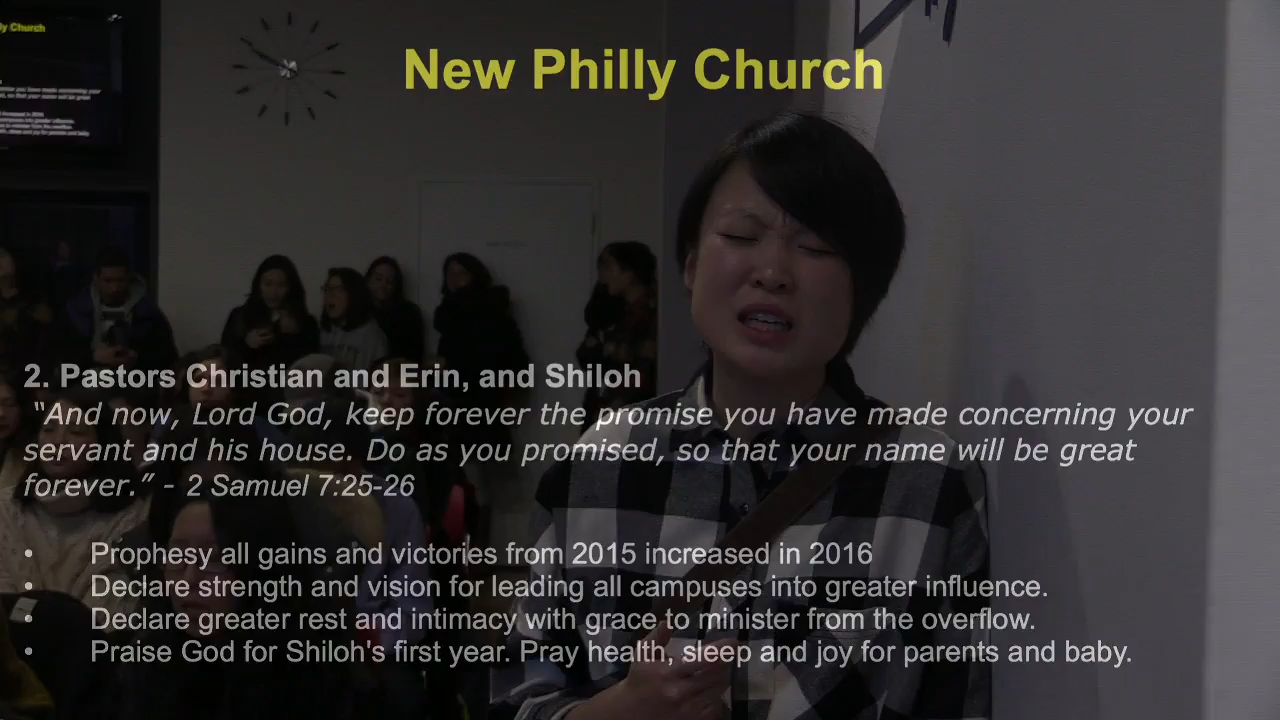 ly Church
New Philly Church
2. Pastors Christian and Erin, and Shiloh
“And now, Lord God, keep forever the promise you have made concerning your
servant and his house. Do as you promised, so that your name will be great
forever.” - 2 Samuel 7:25-26
• Prophesy all gains and victories from 2015 increased in 2016
• Declare strength and vision for leading all campuses into greater influence.
• Declare greater rest and intimacy with grace to minister from the overflow.
• Praise God for Shiloh's first year. Pray health, sleep and joy for parents and baby.